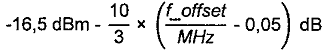 -16,5 dBm - 10/3 × (f_offset/MHz - 0,05) dB